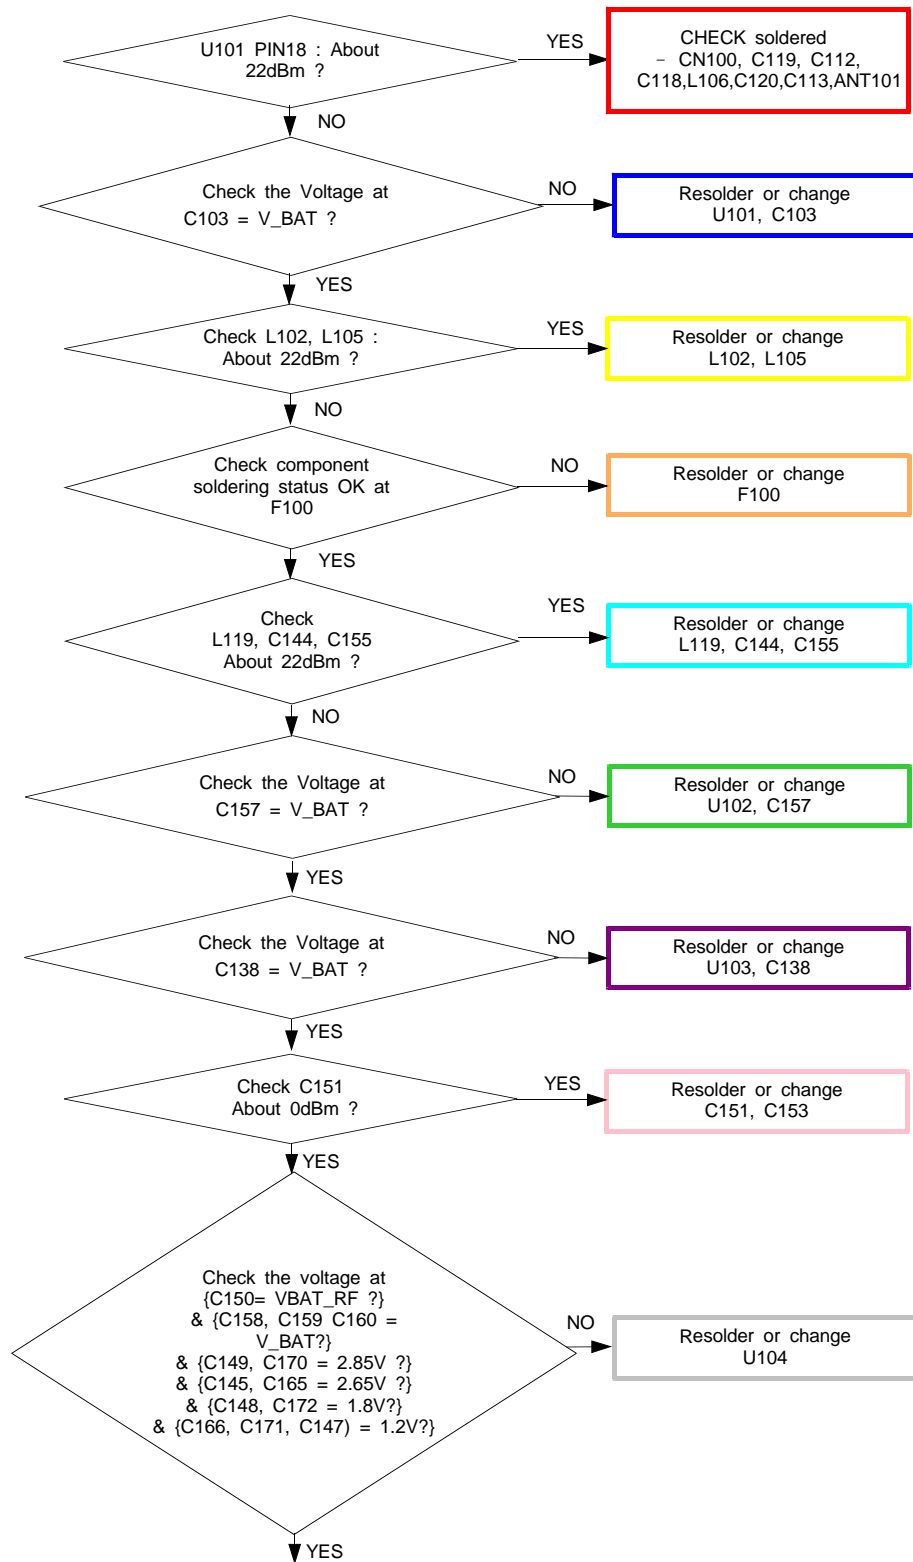 U101 PIN18 : About
22dBm ?
YES
CHECK soldered
– CN100, C119, C112,
C118,L106,C120,C113,ANT101
NO
Check the Voltage at
C103 = V_BAT ?
NO
Resolder or change
U101, C103
YES
Check L102, L105 :
About 22dBm ?
YES
Resolder or change
L102, L105
NO
Check component
soldering status OK at
F100
NO
Resolder or change
F100
YES
Check
L119, C144, C155
About 22dBm ?
YES
Resolder or change
L119, C144, C155
NO
Check the Voltage at
C157 = V_BAT ?
NO
Resolder or change
U102, C157
YES
Check the Voltage at
C138 = V_BAT ?
NO
Resolder or change
U103, C138
YES
Check C151
About 0dBm ?
YES
Resolder or change
C151, C153
YES
Check the voltage at
{C150= VBAT_RF ?}
& {C158, C159 C160 =
V_BAT?}
& {C149, C170 = 2.85V ?}
& {C145, C165 = 2.65V ?}
& {C148, C172 = 1.8V?}
& {C166, C171, C147) = 1.2V?}
NO
Resolder or change
U104
YES